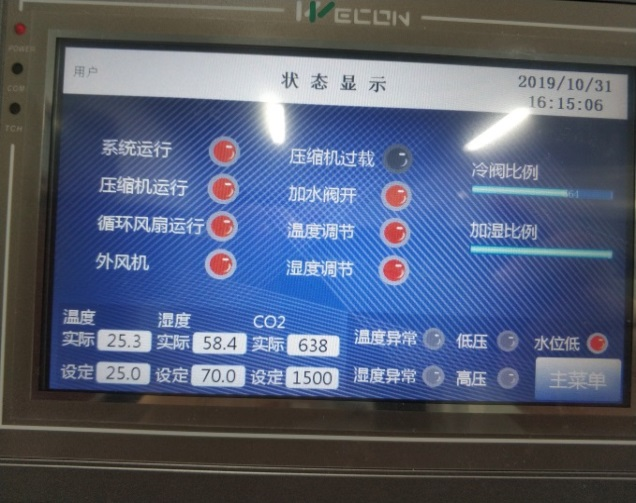 WECON
POWER
COM
TCH
用户
状态显示
2019/10/31
16:15:06
系统运行
压缩机过载
冷阀比例
压缩机运行
加水阀开
64
循环风扇运行
温度调节
加湿比例
外风机
湿度调节
温度
湿度
CO2
实际 25.3 实际 58.4 实际 638
温度异常 低压 水位低
设定 25.0 设定 70.0 设定 1500
湿度异常 高压 主菜单